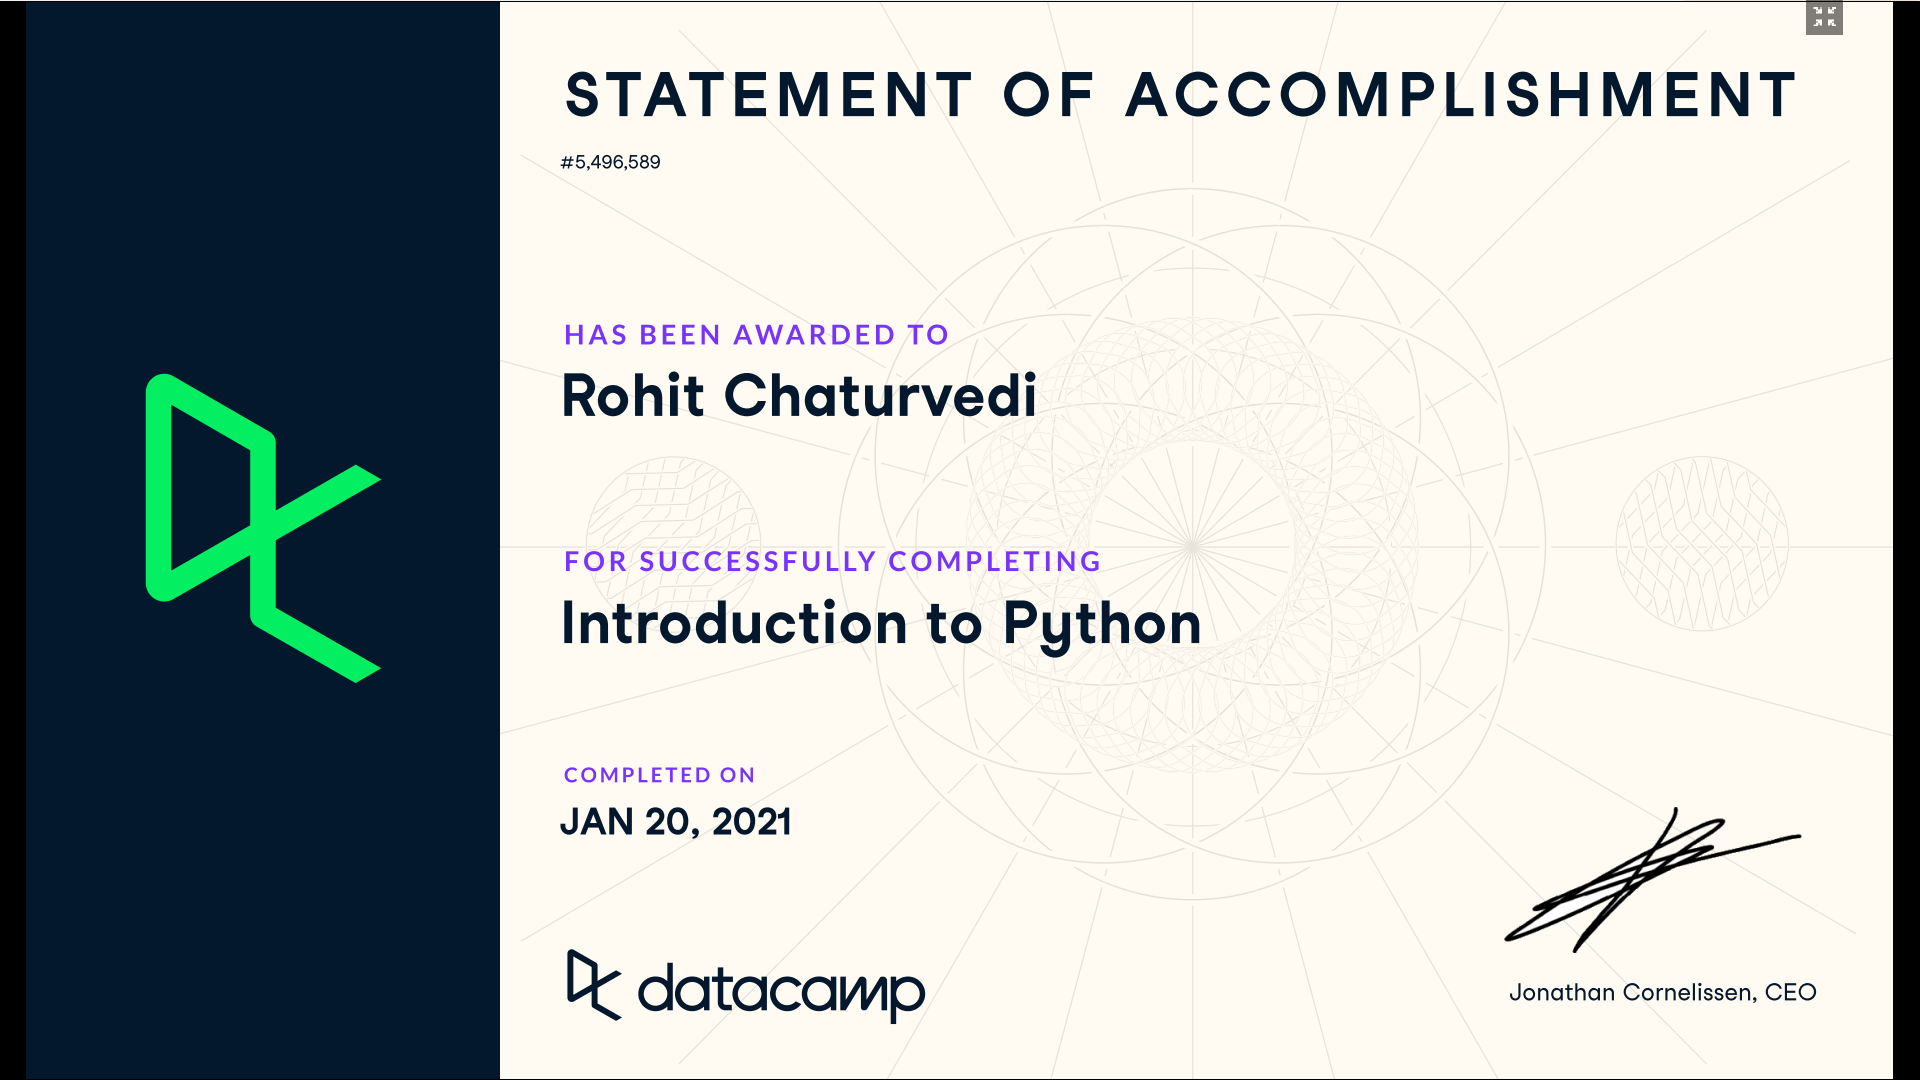 STATEMENT OF ACCOMPLISHMENT
#5,496,589
HAS BEEN AWARDED TO
Rohit Chaturvedi
FOR SUCCESSFULLY COMPLETING
Introduction to Python
COMPLETED ON
JAN 20, 2021
datacamp
Jonathan Cornelissen, CEO